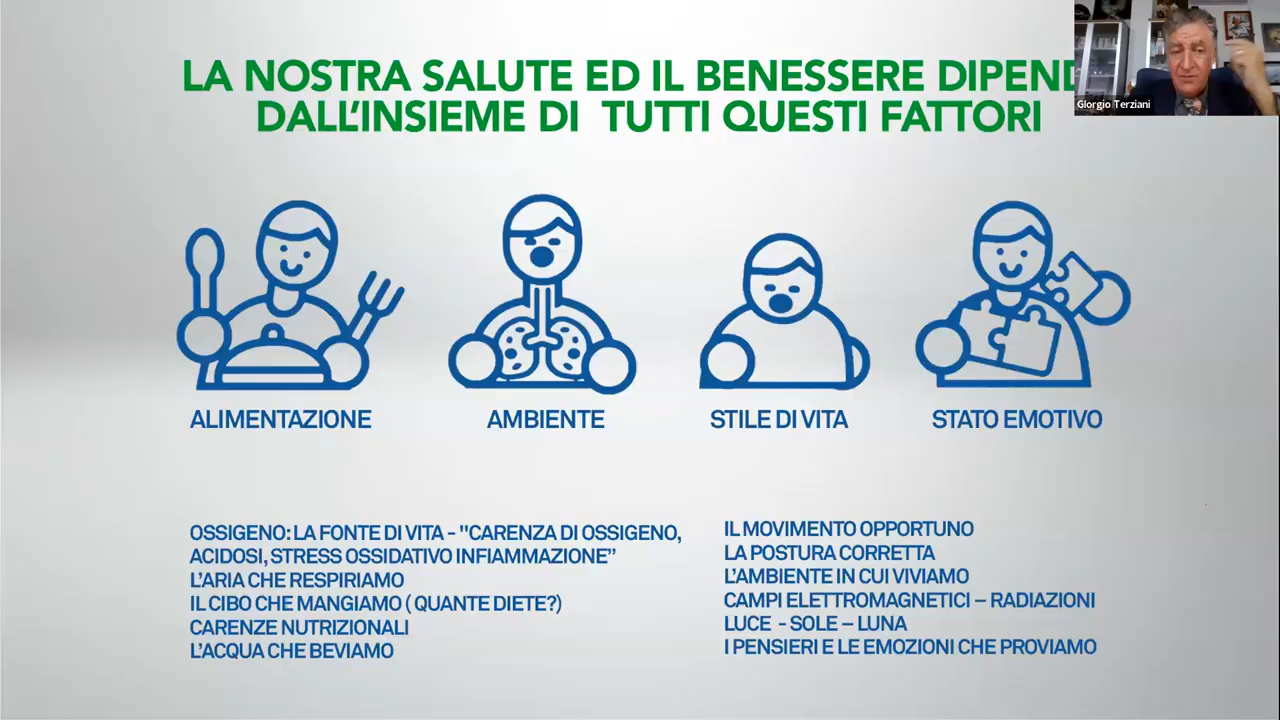 LA NOSTRA SALUTE ED IL BENESSERE DIPEND
DALL'INSIEME DI TUTTI QUESTI FATTORI
Giorgio Terziani
ALIMENTAZIONE
AMBIENTE
STILE DI VITA
STATO EMOTIVO
OSSIGENO: LA FONTE DI VITA - "CARENZA DI OSSIGENO,
ACIDOSI, STRESS OSSIDATIVO INFIAMMAZIONE”
L'ARIA CHE RESPIRIAMO
IL CIBO CHE MANGIAMO ( QUANTE DIETE?)
CARENZE NUTRIZIONALI
L'ACQUA CHE BEVIAMO
IL MOVIMENTO OPPORTUNO
LA POSTURA CORRETTA
L'AMBIENTE IN CUI VIVIAMO
CAMPI ELETTROMAGNETICI – RADIAZIONI
LUCE - SOLE – LUNA
I PENSIERI E LE EMOZIONI CHE PROVIAMO